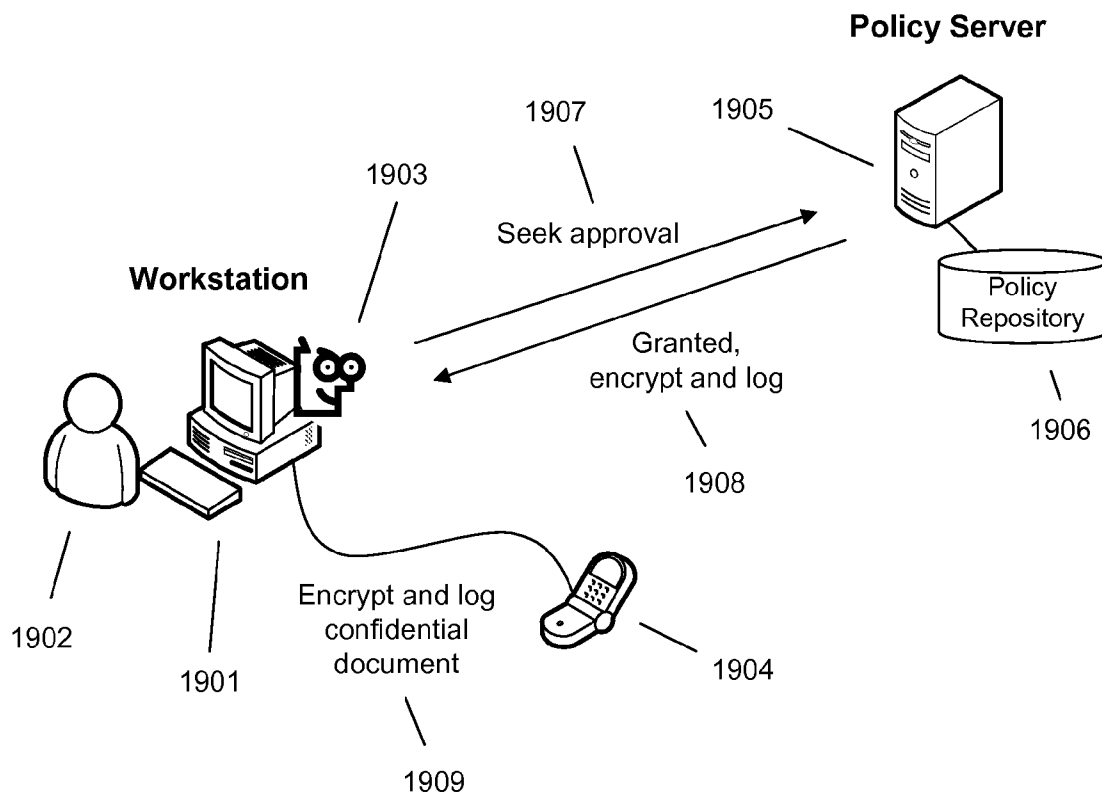 Policy Server
1907
1905
1903
Seek approval
Workstation
Policy
Repository
Granted,
encrypt and log
1906
1908
Encrypt and log
confidential
document
1902
1901
1904
1909